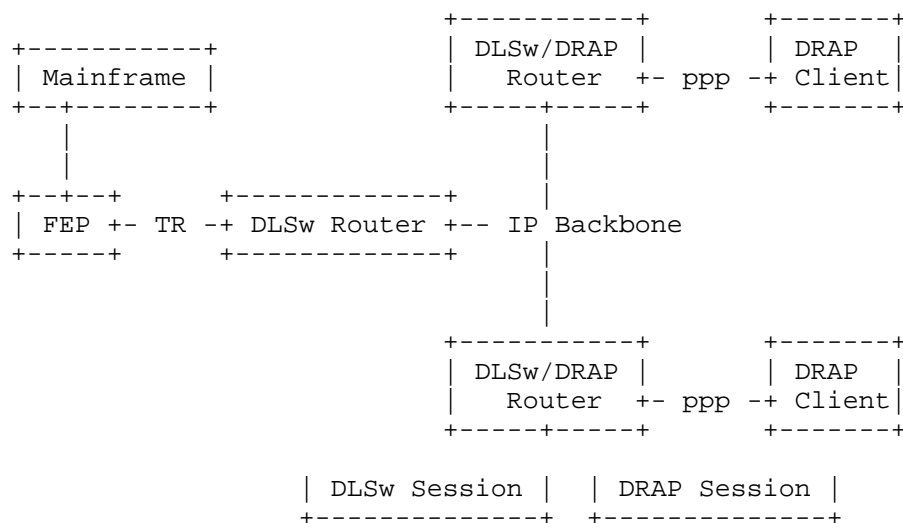 DLSw/DRAP DRAP
Mainframe Router ppp Client
FEP TR DLSw Router IP Backbone
DLSw/DRAP DRAP
Router ppp Client
DLSw Session DRAP Session